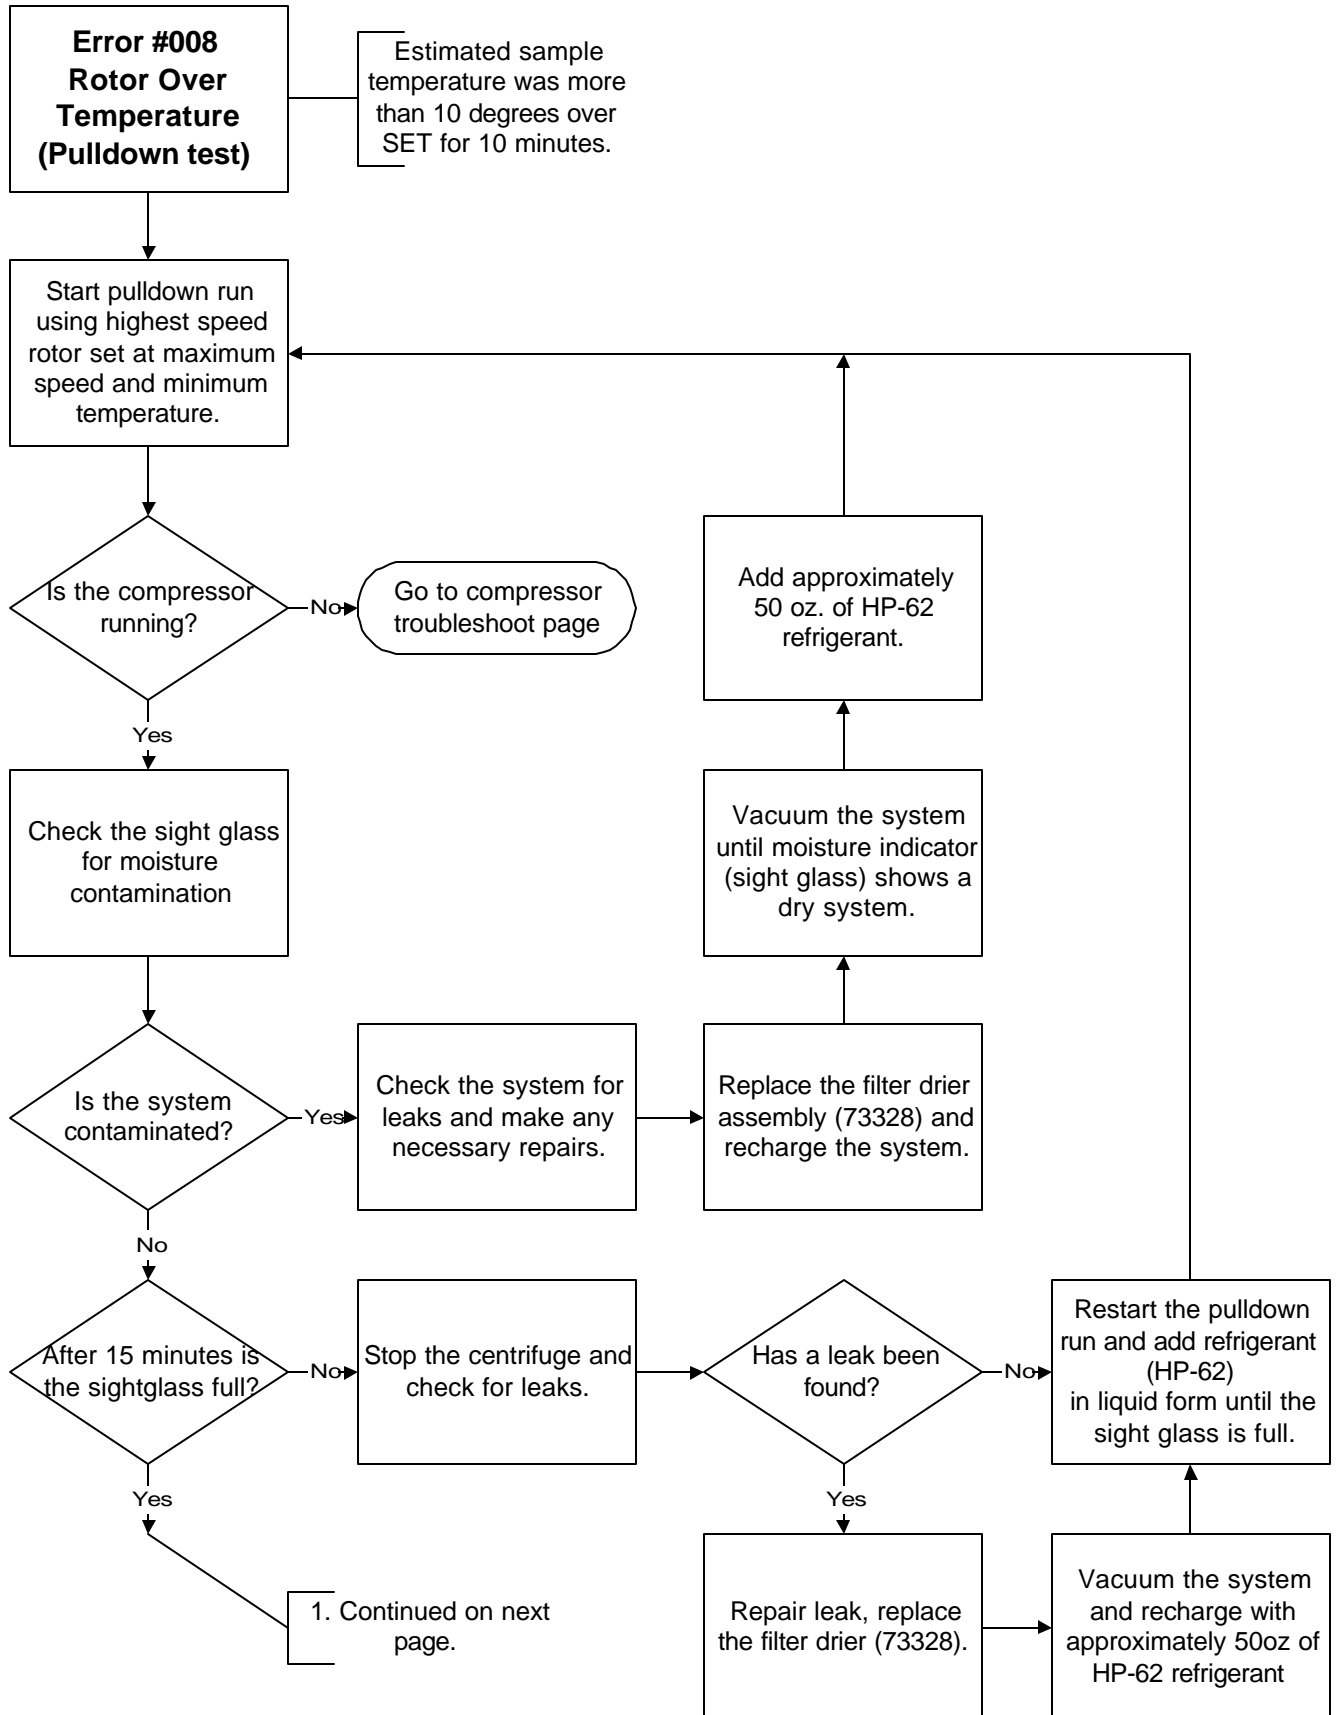 Error #008
Rotor Over
Temperature
(Pulldown test)
Estimated sample
temperature was more
than 10 degrees over
SET for 10 minutes.
Start pulldown run
using highest speed
rotor set at maximum
speed and minimum
temperature.
Is the compressor
running?
No
Go to compressor
troubleshoot page
Add approximately
50 oz. of HP-62
refrigerant.
Yes
Check the sight glass
for moisture
contamination
Vacuum the system
until moisture indicator
(sight glass) shows a
dry system.
Is the system
contaminated?
Yes
Check the system for
leaks and make any
necessary repairs.
Replace the filter drier
assembly (73328) and
recharge the system.
No
After 15 minutes is
the sightglass full?
No
Stop the centrifuge and
check for leaks.
Has a leak been
found?
No
Restart the pulldown
run and add refrigerant
(HP-62)
in liquid form until the
sight glass is full.
Yes
Yes
1. Continued on next
page.
Repair leak, replace
the filter drier (73328).
Vacuum the system
and recharge with
approximately 50oz of
HP-62 refrigerant